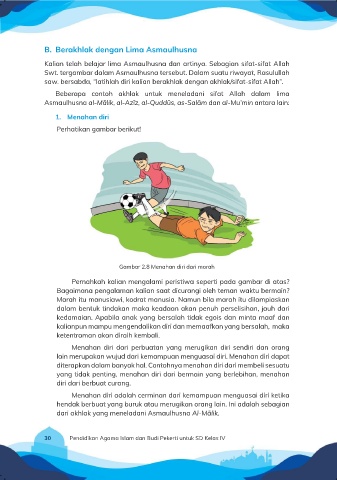 B. Berakhlak dengan Lima Asmaulhusna
Kalian telah belajar lima Asmaulhusna dan artinya. Sebagian sifat-sifat Allah
Swt. tergambar dalam Asmaulhusna tersebut. Dalam suatu riwayat, Rasulullah
saw. bersabda, "latihlah diri kalian berakhlak dengan akhlak/sifat-sifat Allah".
Beberapa contoh akhlak untuk meneladani sifat Allah dalam lima
Asmaulhusna al-Mālik, al-Azīz, al-Quddūs, as-Salām dan al-Mu'min antara lain:
1. Menahan diri
Perhatikan gambar berikut!
Gambar 2.8 Menahan diri dari marah
Pernahkah kalian mengalami peristiwa seperti pada gambar di atas?
Bagaimana pengalaman kalian saat dicurangi oleh teman waktu bermain?
Marah itu manusiawi, kodrat manusia. Namun bila marah itu dilampiaskan
dalam bentuk tindakan maka keadaan akan penuh perselisihan, jauh dari
kedamaian. Apabila anak yang bersalah tidak egois dan minta maaf dan
kalianpun mampu mengendalikan diri dan memaafkan yang bersalah, maka
ketentraman akan diraih kembali.
Menahan diri dari perbuatan yang merugikan diri sendiri dan orang
lain merupakan wujud dari kemampuan menguasai diri. Menahan diri dapat
diterapkan dalam banyak hal. Contohnya menahan diri dari membeli sesuatu
yang tidak penting, menahan diri dari bermain yang berlebihan, menahan
diri dari berbuat curang.
Menahan diri adalah cerminan dari kemampuan menguasai diri ketika
hendak berbuat yang buruk atau merugikan orang lain. Ini adalah sebagian
dari akhlak yang meneladani Asmaulhusna Al-Mālik.
30 Pendidikan Agama Islam dan Budi Pekerti untuk SD Kelas IV